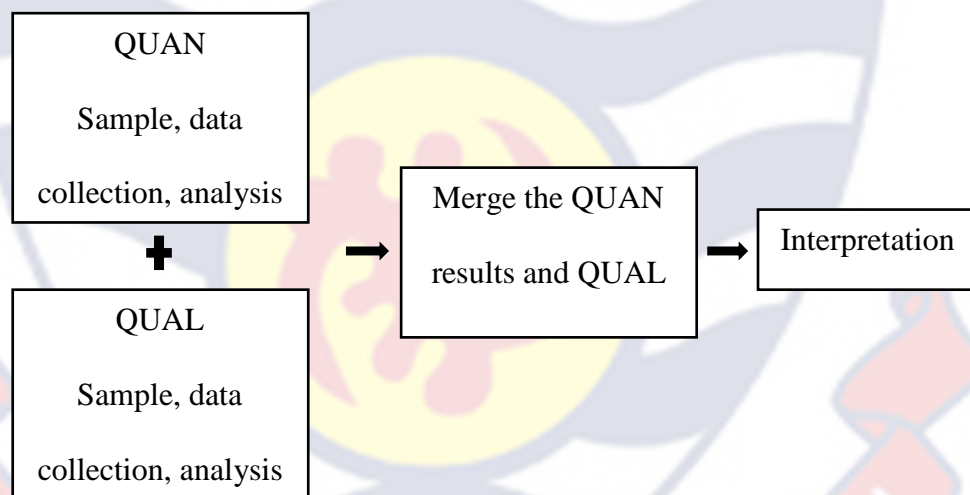 QUAN
Sample, data
collection, analysis
QUAL
Sample, data
collection, analysis
Merge the QUAN
results and QUAL
Interpretation